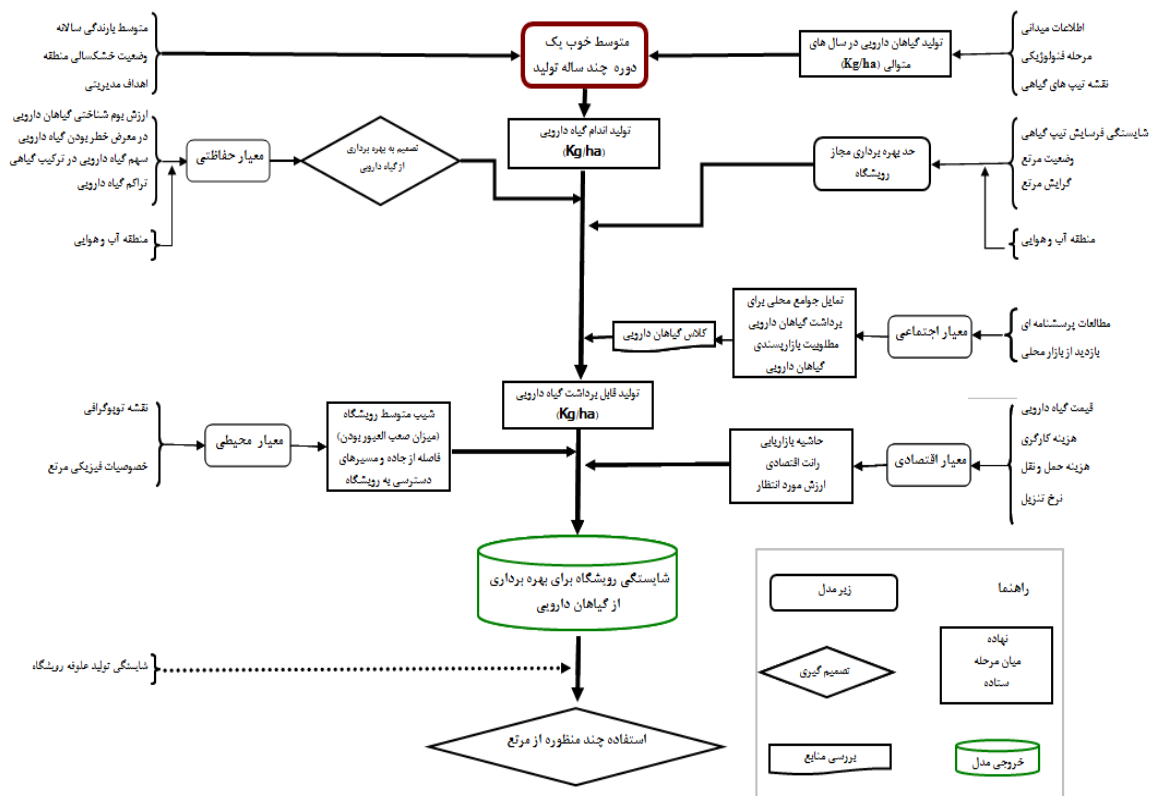 متوسط بارندگی سالانه
وضعیت خشکسالی منطقه
اهداف مدیریتی
متوسط خوب یک
دوره چند ساله تولید
تولید گیاهان دارویی در سال های
متوالی (Kg/ha)
اطلاعات میدانی
مرحله فنولوژیکی
نقشه تیپ های گیاهی
تولید اندام گیاه دارویی
(Kg/ha)
ارزش بوم شناختی گیاهان دارویی
در معرض خطر بودن گیاه دارویی
سهم گیاه دارویی در ترکیب گیاهی
تراکم گیاه دارویی
منطقه آب و هوایی
معیار حفاظتی
تصمیم به بهره برداری
از گیاه دارویی
حد بهره برداری مجاز
رویشگاه
شایستگی فرسایش تیپ گیاهی
وضعیت مرتع
گرایش مرتع
منطقه آب و هوایی
مطالعات پرسشنامه ای
بازدید از بازار محلی
معیار اجتماعی
تمایل جوامع محلی برای
برداشت گیاهان دارویی
مطلوبیت بازارپسندی
گیاهان دارویی
کلاس گیاهان دارویی
تولید قابل برداشت گیاه دارویی
(Kg/ha)
نقشه توپوگرافی
خصوصیات فیزیکی مرتع
معیار محیطی
شیب متوسط رویشگاه
(میزان صعب العبور بودن)
فاصله از جاده و مسیرهای
دسترسی به رویشگاه
قیمت گیاه دارویی
هزینه کارگری
هزینه حمل و نقل
نرخ تنزیل
معیار اقتصادی
حاشیه بازاریابی
رانت اقتصادی
ارزش مورد انتظار
شایستگی رویشگاه برای بهره برداری
از گیاهان دارویی
شایستگی تولید علوفه رویشگاه
استفاده چند منظوره از مرتع
راهنما
زیر مدل
نهاده
میان مرحله
ستاده
تصمیم گیری
بررسی منابع
خروجی مدل